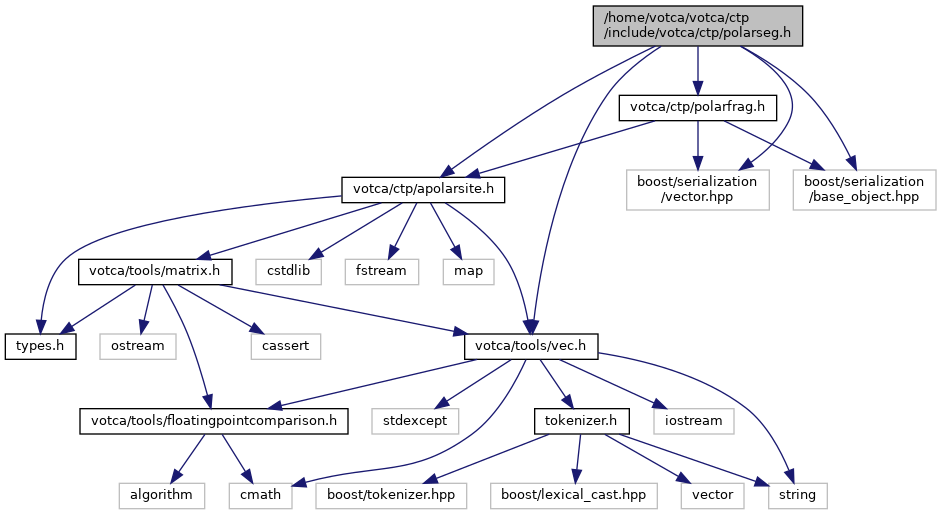 /home/votca/votca/ctp
/include/votca/ctp/polarseg.h
votca/ctp/polarfrag.h
votca/ctp/apolarsite.h
boost/serialization
/vector.hpp
boost/serialization
/base_object.hpp
votca/tools/matrix.h
cstdlib
fstream
map
types.h
ostream
cassert
votca/tools/vec.h
votca/tools/floatingpointcomparison.h
stdexcept
tokenizer.h
iostream
algorithm
cmath
boost/tokenizer.hpp
boost/lexical_cast.hpp
vector
string